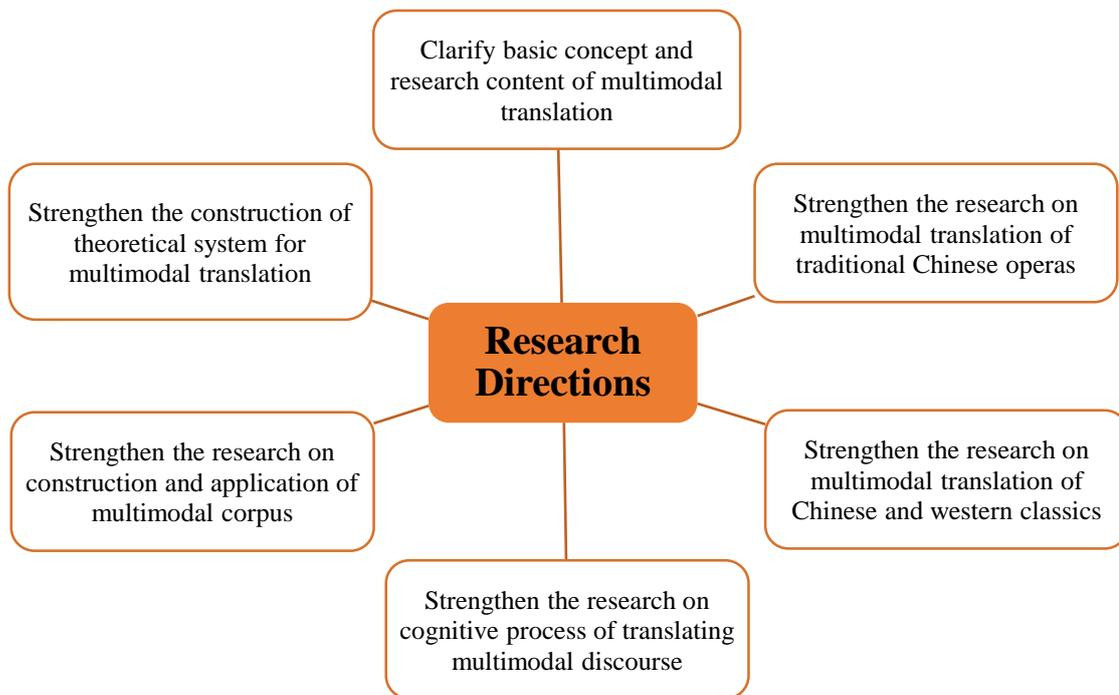 Clarify basic concept and
research content of multimodal
translation
Strengthen the construction of
theoretical system for
multimodal translation
Strengthen the research on
multimodal translation of
traditional Chinese operas
Research
Directions
Strengthen the research on
construction and application of
multimodal corpus
Strengthen the research on
multimodal translation of
Chinese and western classics
Strengthen the research on
cognitive process of translating
multimodal discourse